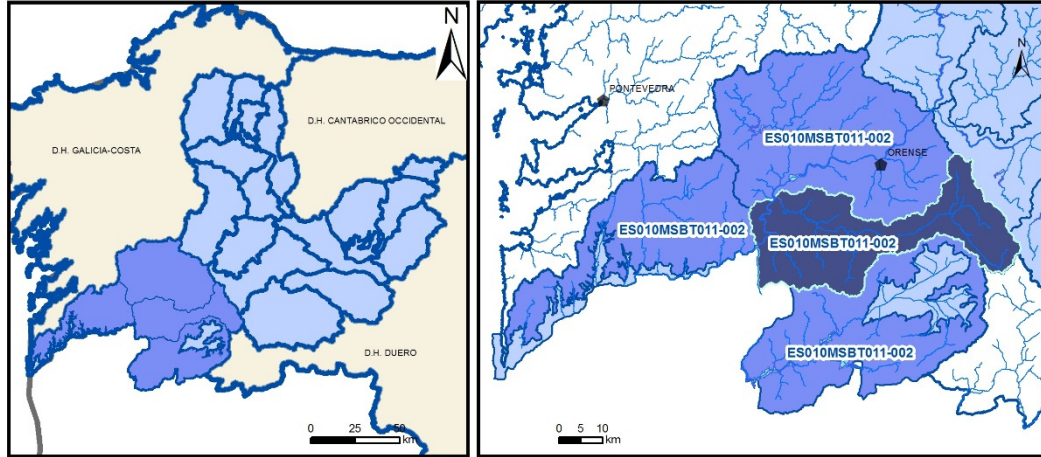 N
D.H. CANTABRICO OCCIDENTAL
D.H. GALICIA-COSTA
D.H. DUERO
0 25 50
km
N
PONTEVEDRA
ES010MSBT011-002
ORENSE
ES010MSBT011-002
ES010MSBT011-002
ES010MSBT011-002
0 5 10
km